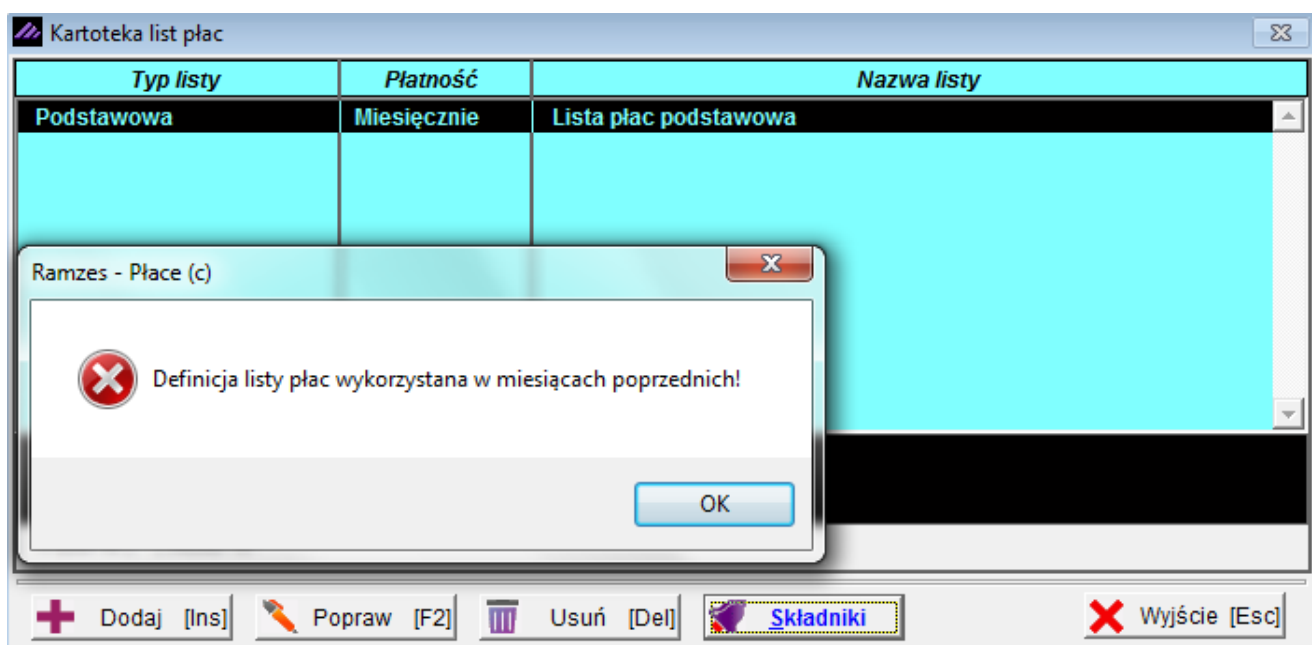 Kartoteka list płac
Typ listy Płatność Nazwa listy
Podstawowa Miesięcznie Lista płac podstawowa
Ramzes - Płace (c)
Definicja listy płac wykorzystana w miesiącach poprzednich!
OK
Dodaj [Ins] Popraw [F2] Usuń [Del] Składniki Wyjście [Esc]